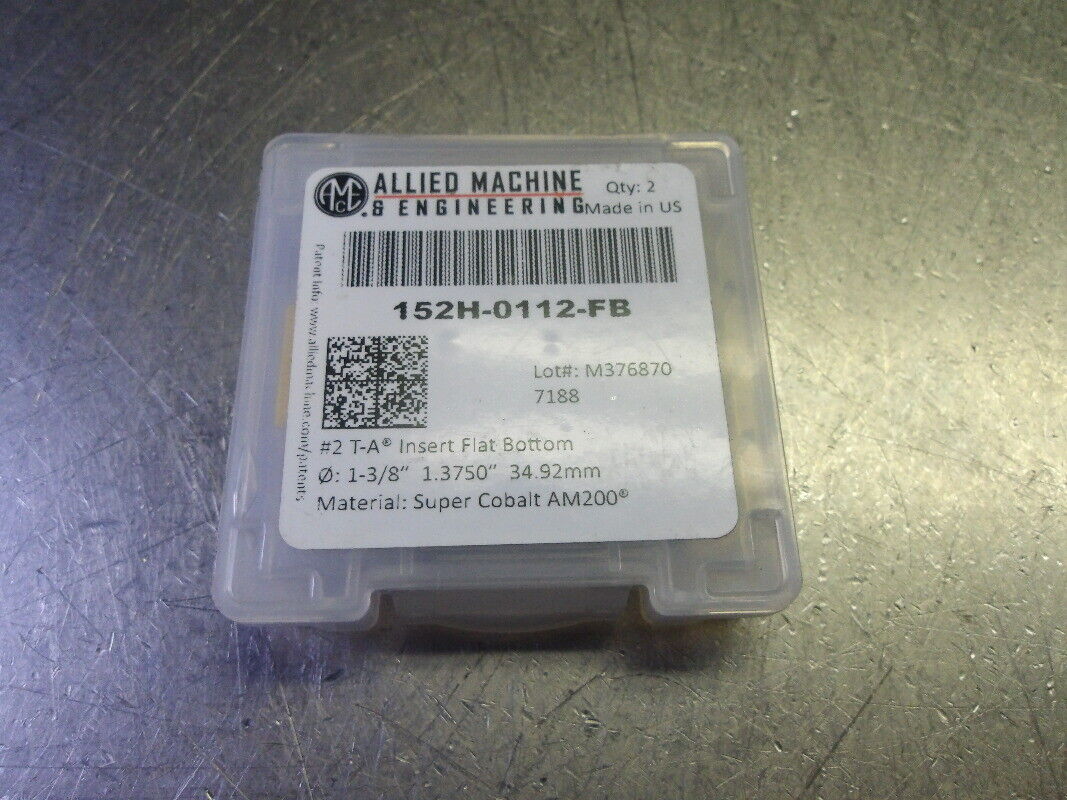 AMEC
ALLIED MACHINE
& ENGINEERING
Qty: 2
Made in US
152H-0112-FB
Patent Info: www.alliedmachine.com/patents
Lot#: M376870
7188
#2 T-A® Insert Flat Bottom
Ø: 1-3/8" 1.3750" 34.92mm
Material: Super Cobalt AM200®